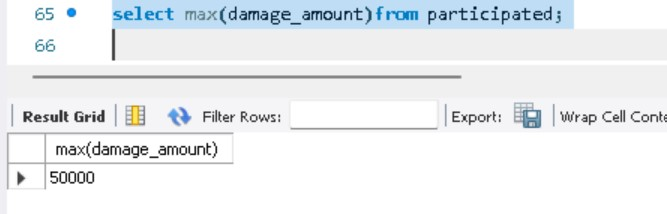 65 select max(damage_amount)from participated;
66
Result Grid Filter Rows: Export: Wrap Cell Conte
max(damage_amount)
50000